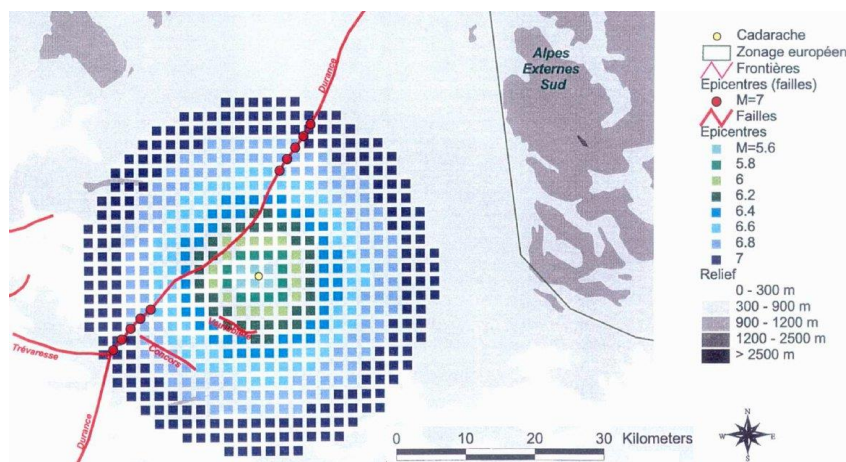 Durance
Alpes
Externes
Sud
Trévaresse
Concors
Durance
0 10 20 30 Kilometers
Cadarache
Zonage européen
Frontières
Epicentres (failles)
M=7
Failles
Epicentres
M=5.6
5.8
6
6.2
6.4
6.6
6.8
7
Relief
0 - 300 m
300 - 900 m
900 - 1200 m
1200 - 2500 m
> 2500 m
N
W
E
S